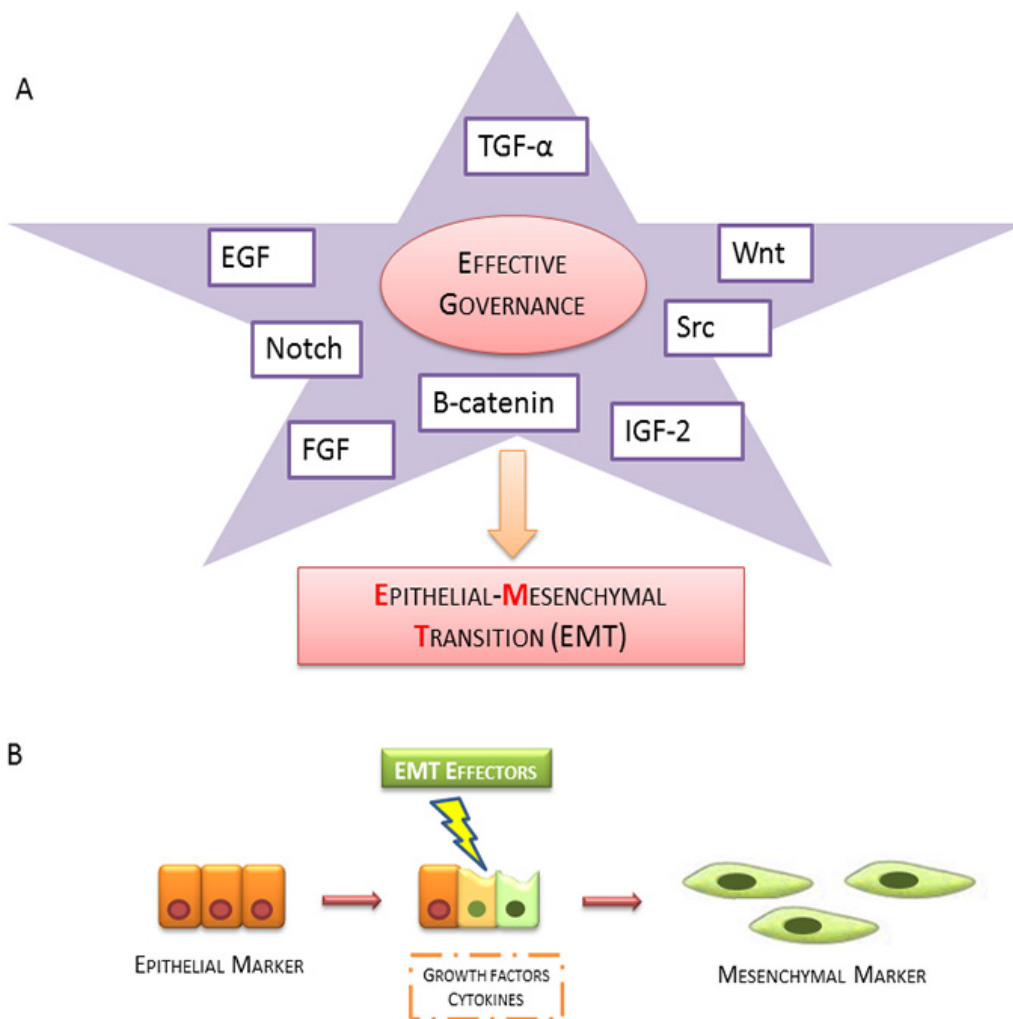 A
TGF-α
EGF
Wnt
EFFECTIVE
GOVERNANCE
Src
Notch
B-catenin
IGF-2
FGF
EPITHELIAL-MESENCHYMAL
TRANSITION (EMT)
B
EMT EFFECTORS
EPITHELIAL MARKER
GROWTH FACTORS
CYTOKINES
MESENCHYMAL MARKER